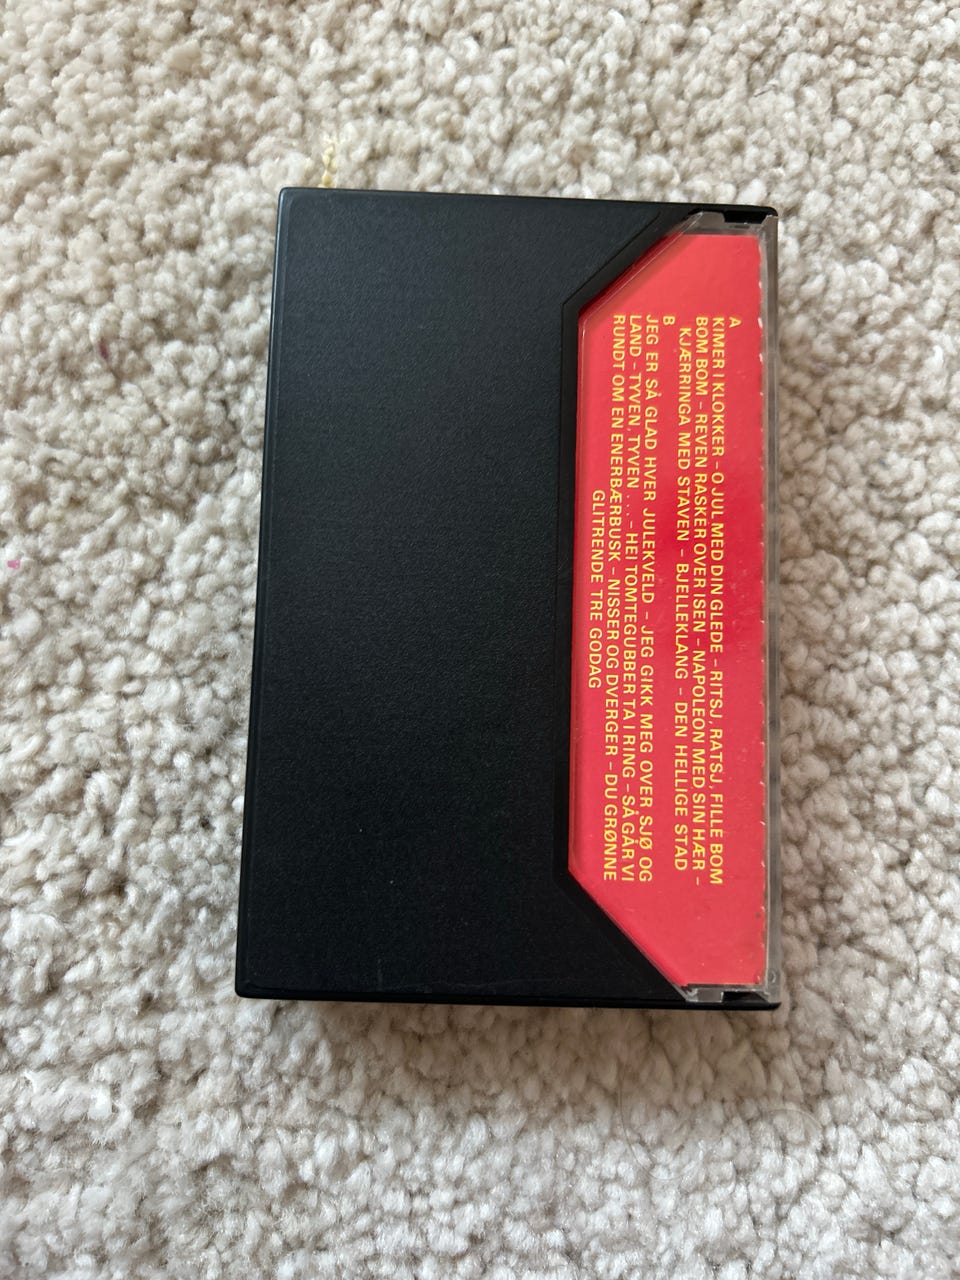 A
KIMER I KLOKKER – O JUL MED DIN GLEDE – RITSJ, RATSJ, FILLE BOM
BOM BOM – REVEN RASKER OVER ISEN – NAPOLEON MED SIN HÆR –
KJÆRRINGA MED STAVEN – BJELLEKLANG – DEN HELLIGE STAD
B
JEG ER SÅ GLAD HVER JULEKVELD – JEG GIKK MEG OVER SJØ OG
LAND – TYVEN, TYVEN . . . – HEI TOMTEGUBBER TA I RING – SÅ GÅR VI
RUNDT OM EN ENERBÆRBUSK – NISSER OG DVERGER – DU GRØNNE
GLITRENDE TRE GODAG